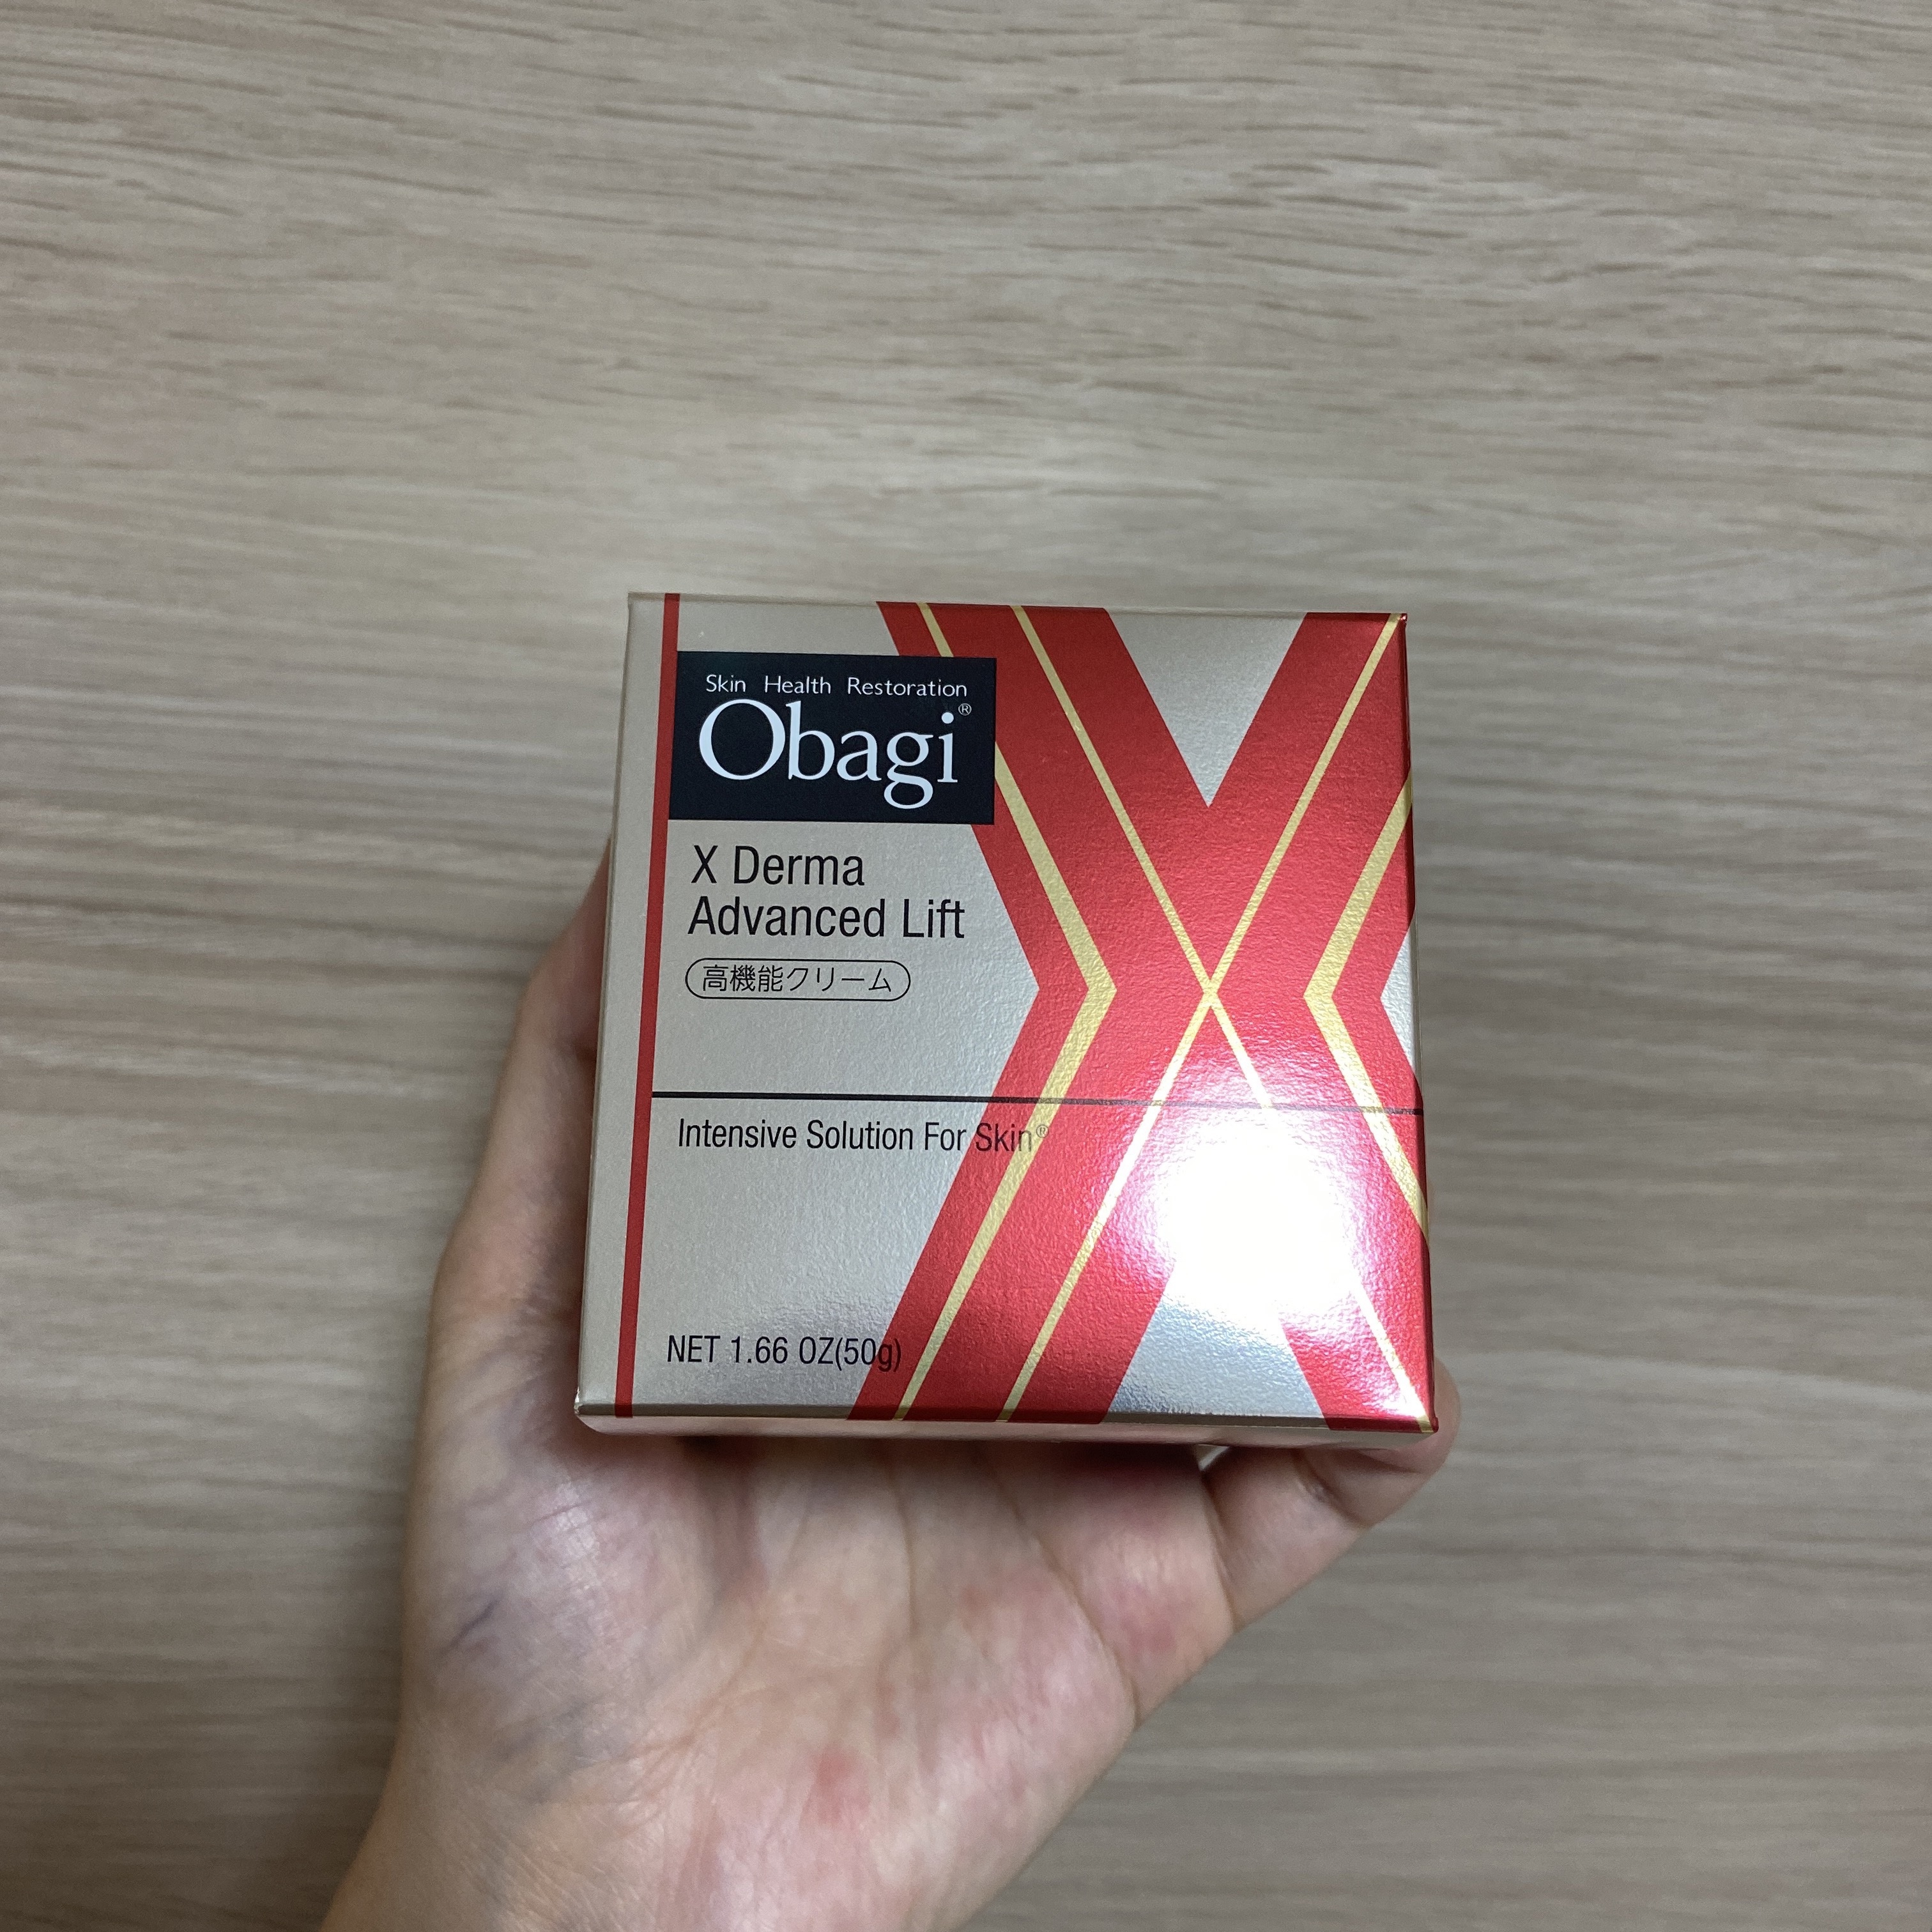 Skin Health Restoration
Obagi®
X Derma
Advanced Lift
高機能クリーム
Intensive Solution For Skin®
NET 1.66 OZ(50g)